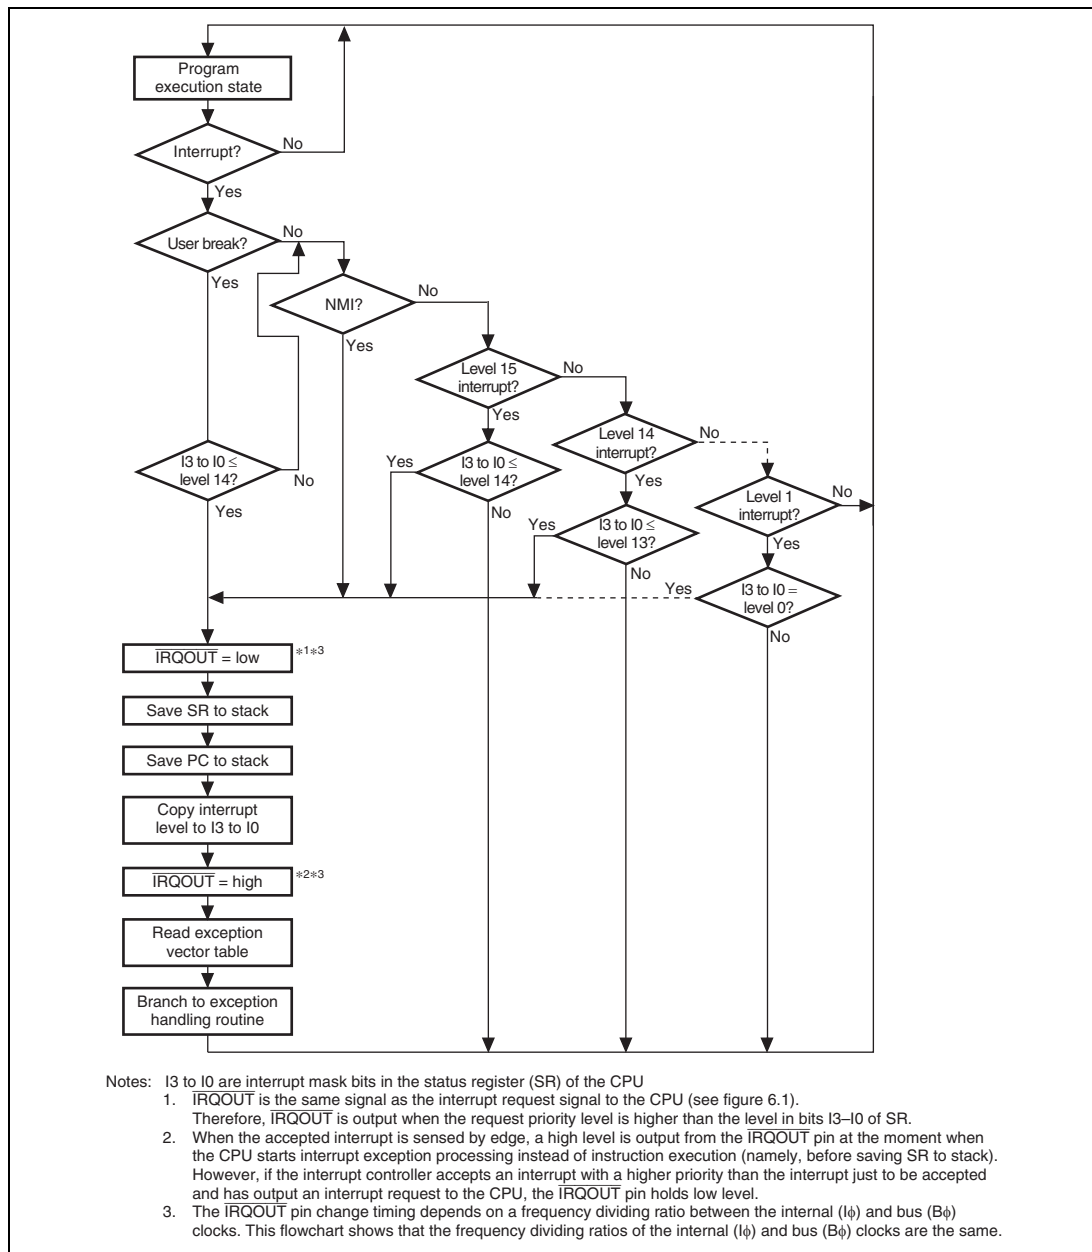 Program
execution state
Interrupt?
No
Yes
User break?
No
Yes
NMI?
No
Yes
Level 15
interrupt?
No
Yes
Level 14
interrupt?
No
Yes
I3 to I0 ≤
level 14?
No
Yes
Yes
I3 to I0 ≤
level 14?
No
Level 1
interrupt?
No
Yes
Yes
I3 to I0 ≤
level 13?
No
Yes
I3 to I0 =
level 0?
No
IRQOUT = low *1*3
Save SR to stack
Save PC to stack
Copy interrupt
level to I3 to I0
IRQOUT = high *2*3
Read exception
vector table
Branch to exception
handling routine
Notes: I3 to I0 are interrupt mask bits in the status register (SR) of the CPU
1. IRQOUT is the same signal as the interrupt request signal to the CPU (see figure 6.1).
Therefore, IRQOUT is output when the request priority level is higher than the level in bits I3–I0 of SR.
2. When the accepted interrupt is sensed by edge, a high level is output from the IRQOUT pin at the moment when
the CPU starts interrupt exception processing instead of instruction execution (namely, before saving SR to stack).
However, if the interrupt controller accepts an interrupt with a higher priority than the interrupt just to be accepted
and has output an interrupt request to the CPU, the IRQOUT pin holds low level.
3. The IRQOUT pin change timing depends on a frequency dividing ratio between the internal (Iϕ) and bus (Bϕ)
clocks. This flowchart shows that the frequency dividing ratios of the internal (Iϕ) and bus (Bϕ) clocks are the same.